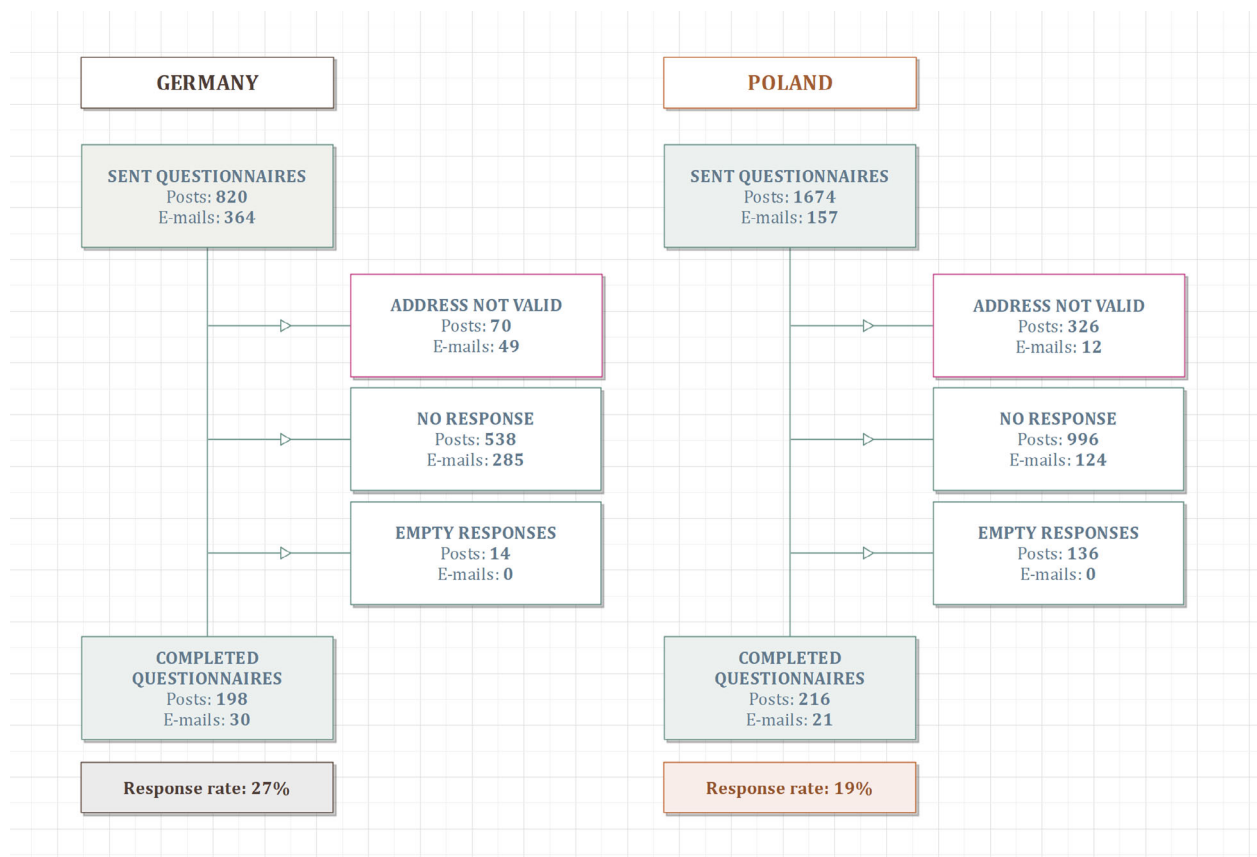 GERMANY
SENT QUESTIONNAIRES
Posts: 820
E-mails: 364
ADDRESS NOT VALID
Posts: 70
E-mails: 49
NO RESPONSE
Posts: 538
E-mails: 285
EMPTY RESPONSES
Posts: 14
E-mails: 0
COMPLETED
QUESTIONNAIRES
Posts: 198
E-mails: 30
Response rate: 27%
POLAND
SENT QUESTIONNAIRES
Posts: 1674
E-mails: 157
ADDRESS NOT VALID
Posts: 326
E-mails: 12
NO RESPONSE
Posts: 996
E-mails: 124
EMPTY RESPONSES
Posts: 136
E-mails: 0
COMPLETED
QUESTIONNAIRES
Posts: 216
E-mails: 21
Response rate: 19%